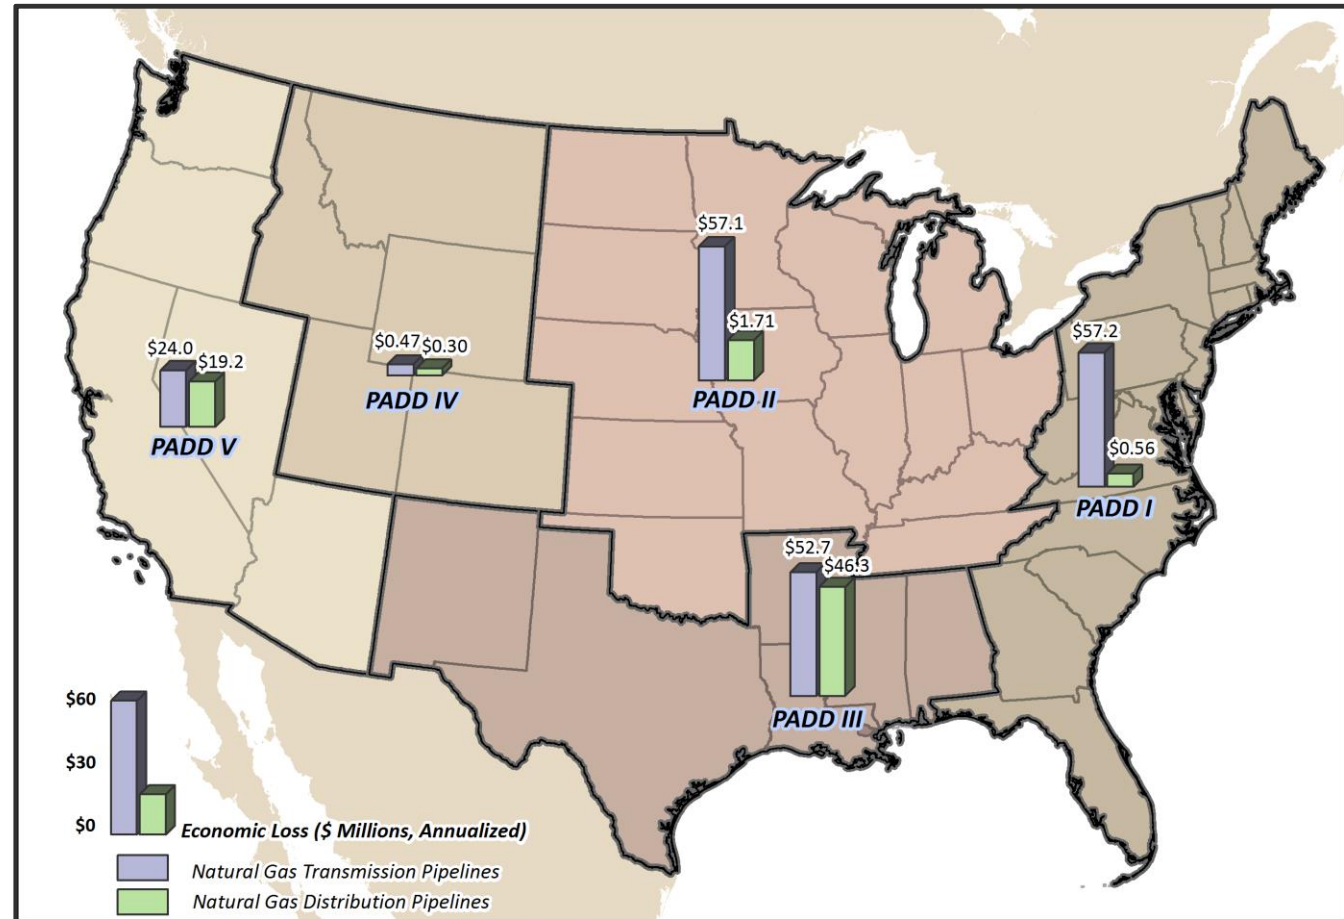 $57.1
$1.71
$57.2
$0.56
$24.0
$19.2
$0.47
$0.30
PADD V
PADD IV
PADD II
PADD I
$52.7
$46.3
PADD III
$60
$30
$0
Economic Loss ($ Millions, Annualized)
Natural Gas Transmission Pipelines
Natural Gas Distribution Pipelines